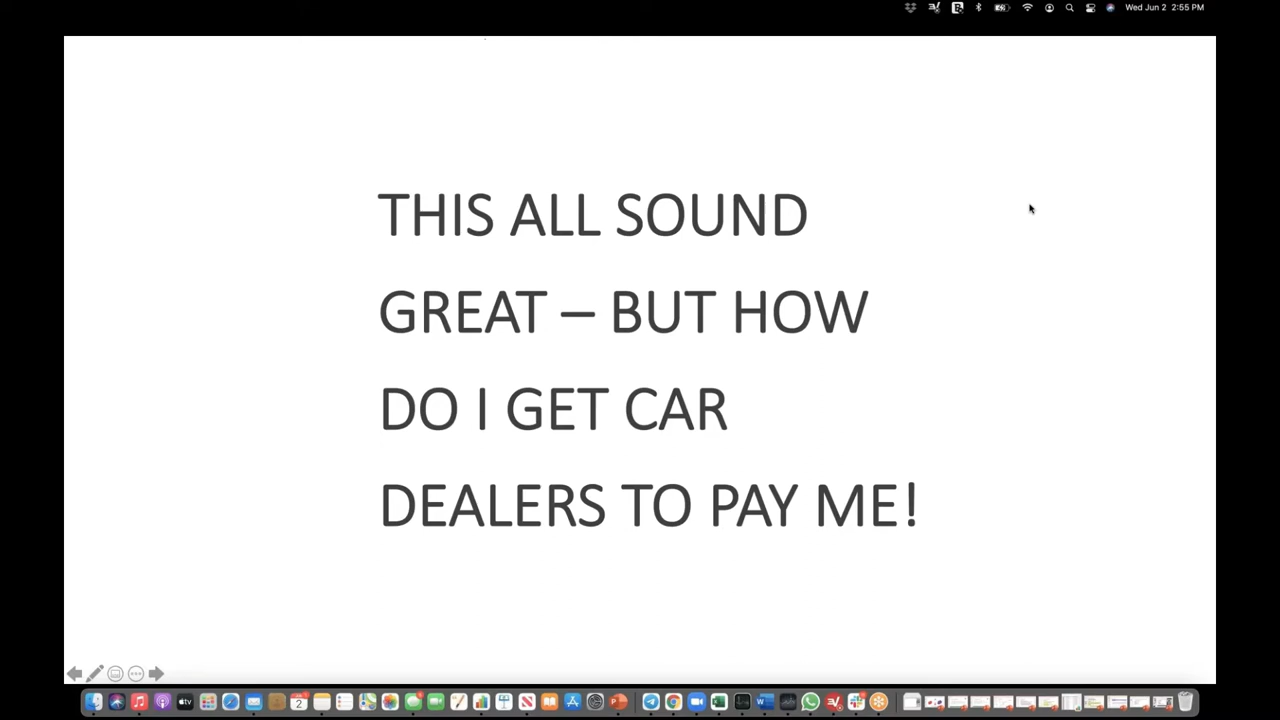 Wed Jun 2 2:55 PM
THIS ALL SOUND
GREAT – BUT HOW
DO I GET CAR
DEALERS TO PAY ME!